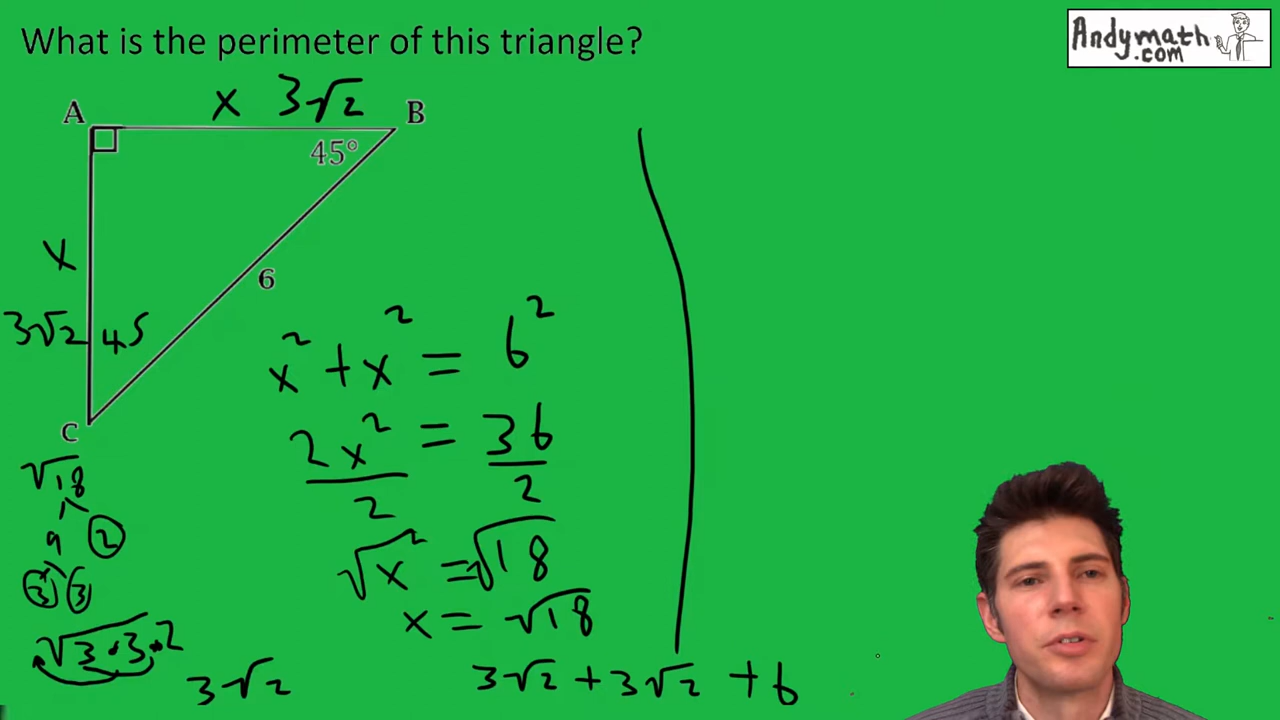 What is the perimeter of this triangle?
Andymath
.com
x 3√2
A
B
45°
x
6
3√2
45
C
x² + x² = 6²
2x² = 36
2 2
√x² = √18
x = √18
√18
9 2
3 3
√3·3·2
3√2
3√2 + 3√2 + 6